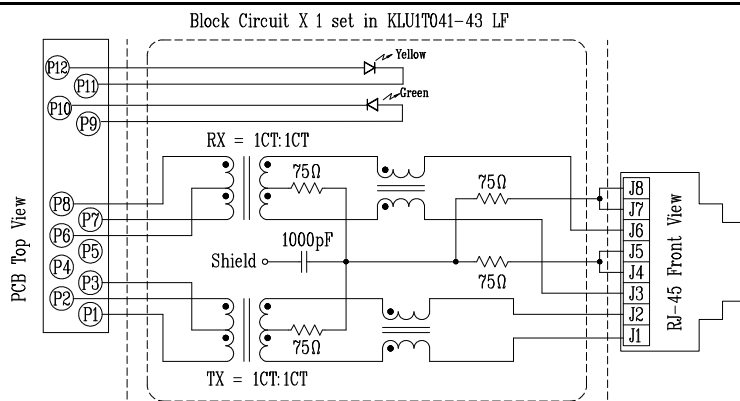 Block Circuit X 1 set in KLU1T041-43 LF
P12
Yellow
P11
P10
Green
P9
RX = 1CT:1CT
75Ω
75Ω
P8
P7
P6
P5
P4
P3
P2
P1
PCB Top View
1000pF
Shield
75Ω
75Ω
TX = 1CT:1CT
J8
J7
J6
J5
J4
J3
J2
J1
RJ-45 Front View